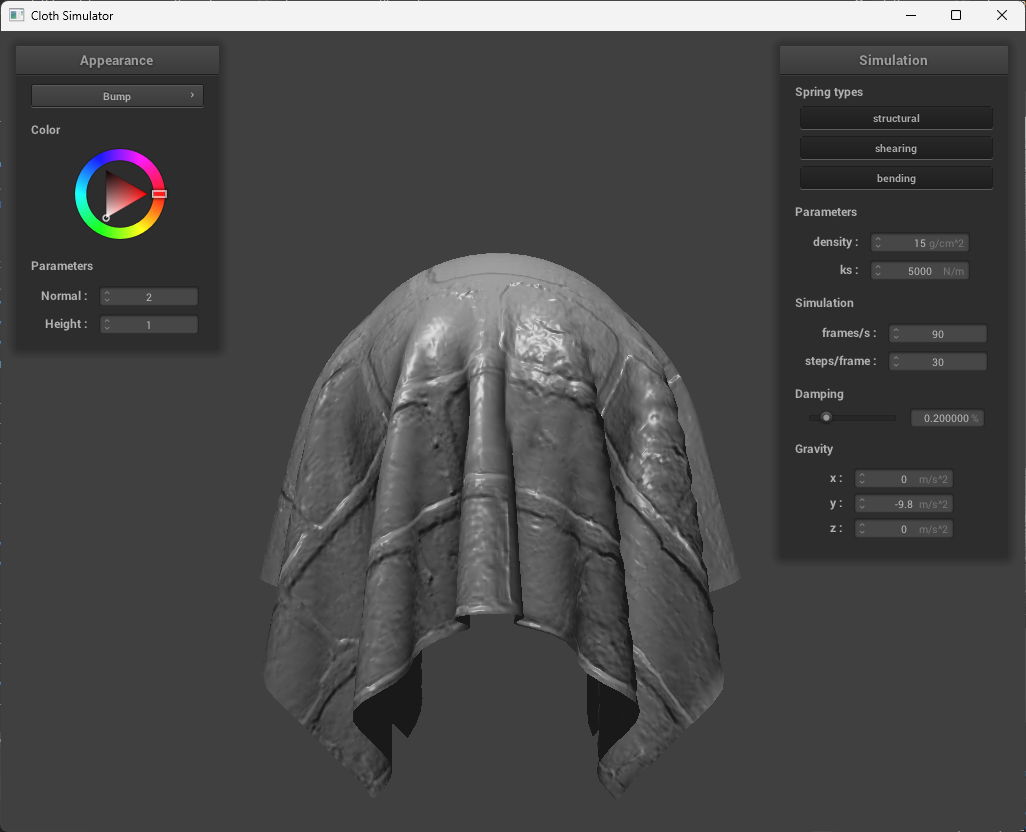 Cloth Simulator
Appearance
Bump
Color
Parameters
Normal : 2
Height : 1
Simulation
Spring types
structural
shearing
bending
Parameters
density : 15 g/cm^2
ks : 5000 N/m
Simulation
frames/s : 90
steps/frame : 30
Damping
0.200000 %
Gravity
x : 0 m/s^2
y : -9.8 m/s^2
z : 0 m/s^2